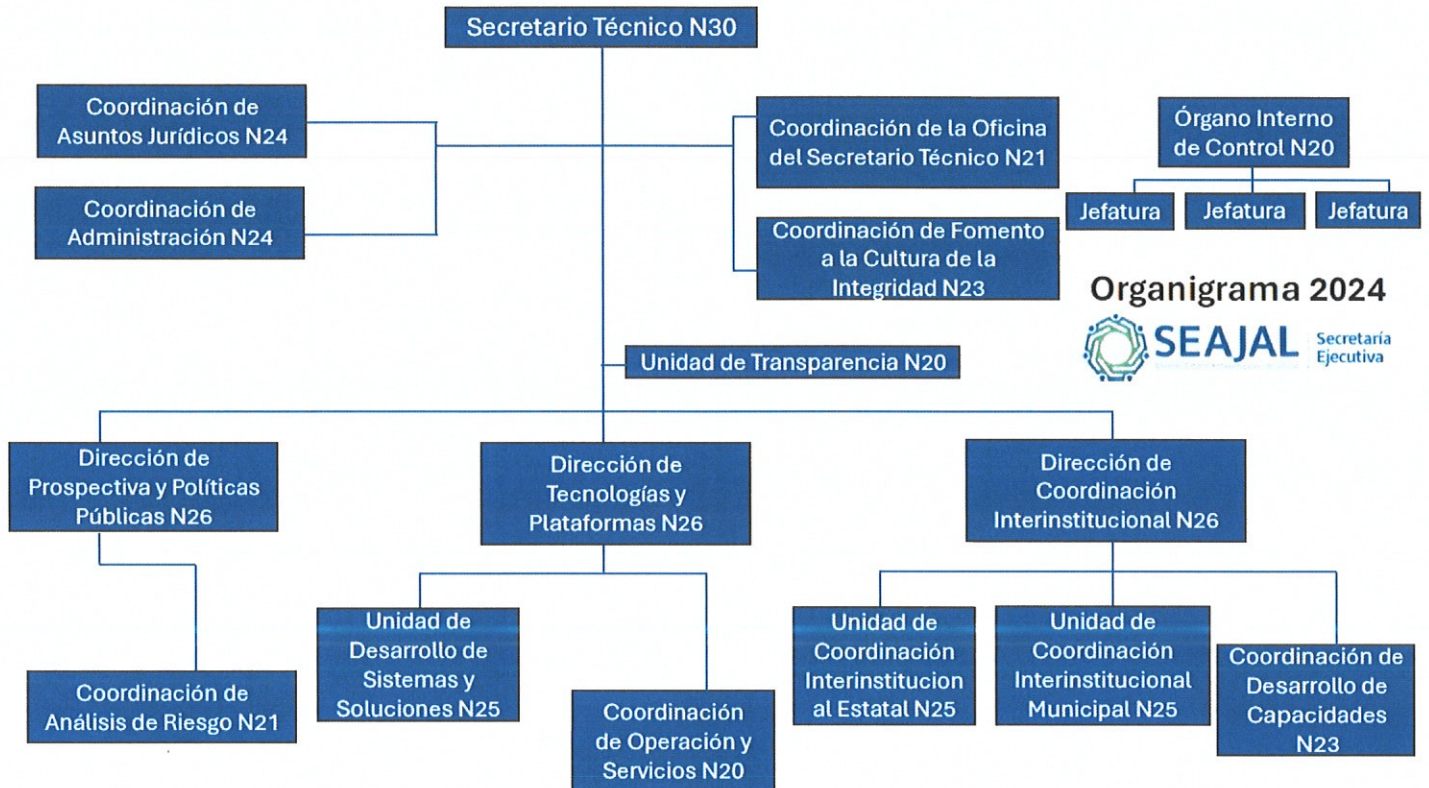 Secretario Técnico N30
Coordinación de
Asuntos Jurídicos N24
Coordinación de
Administración N24
Coordinación de la Oficina
del Secretario Técnico N21
Coordinación de Fomento
a la Cultura de la
Integridad N23
Órgano Interno
de Control N20
Jefatura
Jefatura
Jefatura
Organigrama 2024
SEAJAL
Secretaría
Ejecutiva
Unidad de Transparencia N20
Dirección de
Prospectiva y Políticas
Públicas N26
Dirección de
Tecnologías y
Plataformas N26
Dirección de
Coordinación
Interinstitucional N26
Coordinación de
Análisis de Riesgo N21
Unidad de
Desarrollo de
Sistemas y
Soluciones N25
Coordinación
de Operación y
Servicios N20
Unidad de
Coordinación
Interinstitucion
al Estatal N25
Unidad de
Coordinación
Interinstitucional
Municipal N25
Coordinación de
Desarrollo de
Capacidades
N23